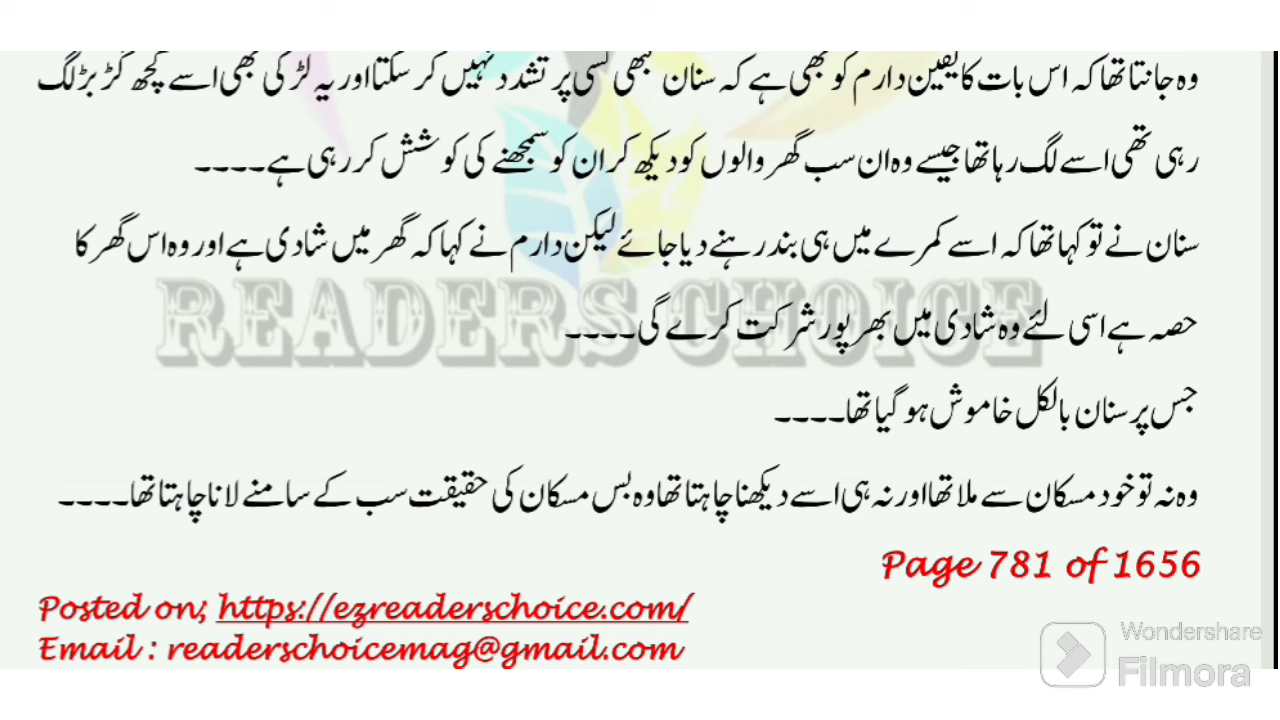 وہ جانتا تھا کہ اس بات کا یقین دارم کو بھی ہے کہ سنان کبھی کسی پر تشدد نہیں کر سکتا اور یہ لڑکی بھی اسے کچھ گڑبڑ لگ
رہی تھی اسے لگ رہا تھا جیسے وہ ان سب گھر والوں کو دیکھ کر ان کو سمجھنے کی کوشش کر رہی ہے۔۔۔۔
سنان نے تو کہا تھا کہ اسے کمرے میں ہی بند رہنے دیا جائے لیکن دارم نے کہا کہ گھر میں شادی ہے اور وہ اس گھر کا
READERS CHOICE
حصہ ہے اسی لئے وہ شادی میں بھرپور شرکت کرے گی۔۔۔۔
جس پر سنان بالکل خاموش ہو گیا تھا۔۔۔۔
وہ نہ تو خود مسکان سے ملا تھا اور نہ ہی اسے دیکھنا چاہتا تھا وہ بس مسکان کی حقیقت سب کے سامنے لانا چاہتا تھا۔۔۔۔
Page 781 of 1656
Posted on; https://ezreaderschoice.com/
Email : readerschoicemag@gmail.com
Wondershare
Filmora